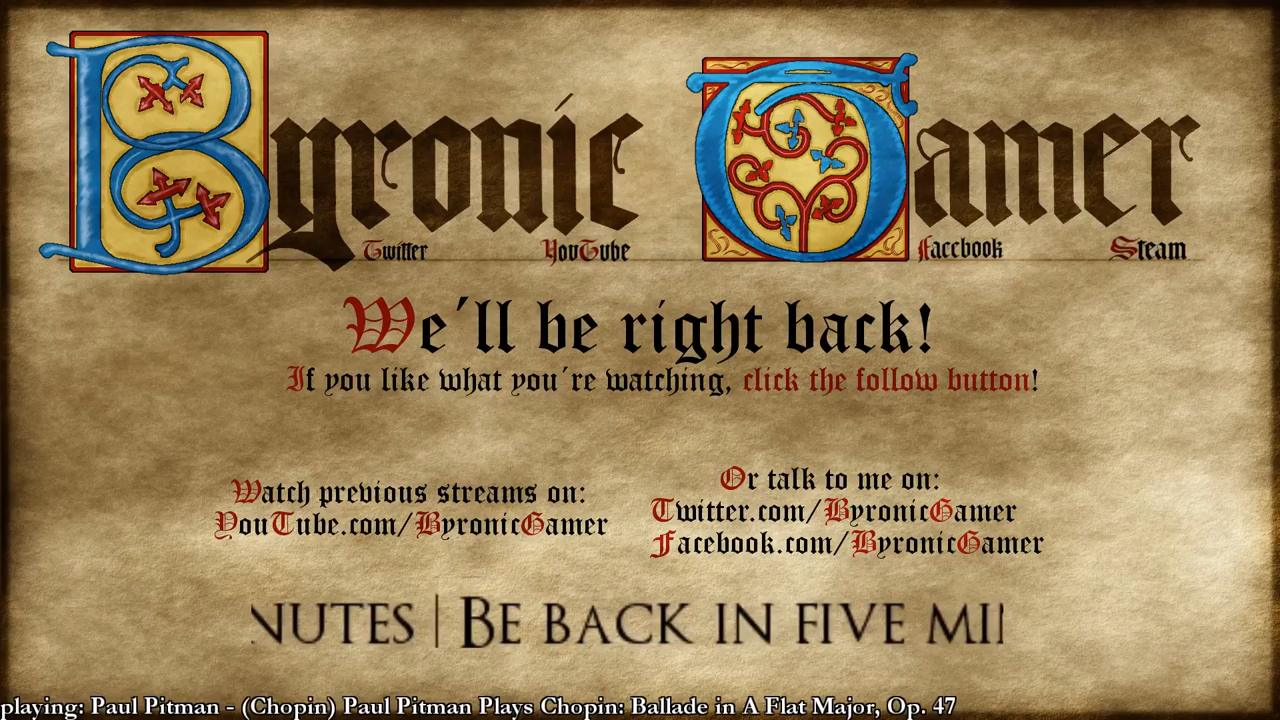 Byronic Gamer
Twitter YouTube Facebook Steam
We´ll be right back!
If you like what you´re watching, click the follow button!
Watch previous streams on:
YouTube.com/ByronicGamer
Or talk to me on:
Twitter.com/ByronicGamer
Facebook.com/ByronicGamer
NUTES | BE BACK IN FIVE MI
playing: Paul Pitman - (Chopin) Paul Pitman Plays Chopin: Ballade in A Flat Major, Op. 47